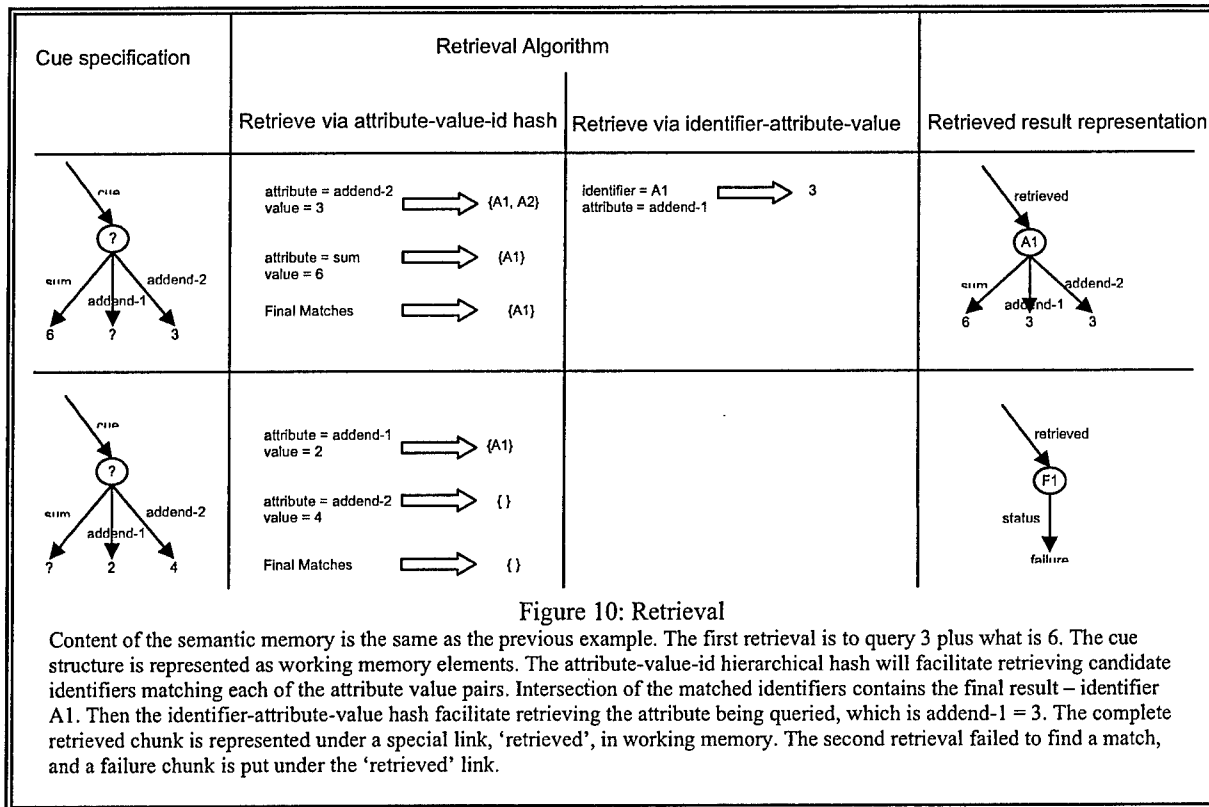 Cue specification
Retrieval Algorithm
Retrieve via attribute-value-id hash
Retrieve via identifier-attribute-value
Retrieved result representation
cue
?
sum
addend-1
addend-2
6
?
3
attribute = addend-2
value = 3
{A1, A2}
attribute = sum
value = 6
{A1}
Final Matches
{A1}
identifier = A1
attribute = addend-1
3
retrieved
A1
sum
addend-1
addend-2
6
3
3
cue
?
sum
addend-1
addend-2
?
2
4
attribute = addend-1
value = 2
{A1}
attribute = addend-2
value = 4
{ }
Final Matches
{ }
retrieved
F1
status
failure
Figure 10: Retrieval
Content of the semantic memory is the same as the previous example. The first retrieval is to query 3 plus what is 6. The cue
structure is represented as working memory elements. The attribute-value-id hierarchical hash will facilitate retrieving candidate
identifiers matching each of the attribute value pairs. Intersection of the matched identifiers contains the final result – identifier
A1. Then the identifier-attribute-value hash facilitate retrieving the attribute being queried, which is addend-1 = 3. The complete
retrieved chunk is represented under a special link, ‘retrieved’, in working memory. The second retrieval failed to find a match,
and a failure chunk is put under the ‘retrieved’ link.